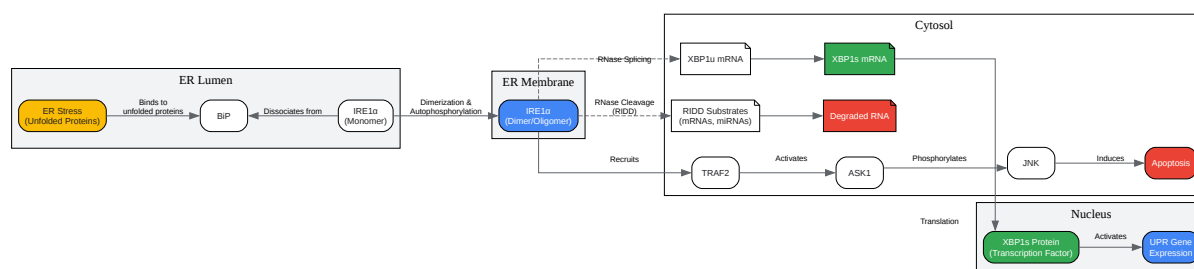 Cytosol
RNase Splicing
XBP1u mRNA
XBP1s mRNA
ER Lumen
ER Membrane
ER Stress
(Unfolded Proteins)
Binds to
unfolded proteins
BiP
Dissociates from
IRE1α
(Monomer)
Dimerization &
Autophosphorylation
IRE1α
(Dimer/Oligomer)
RNase Cleavage
(RIDD)
RIDD Substrates
(mRNAs, miRNAs)
Degraded RNA
Recruits
TRAF2
Activates
ASK1
Phosphorylates
JNK
Induces
Apoptosis
Nucleus
Translation
XBP1s Protein
(Transcription Factor)
Activates
UPR Gene
Expression